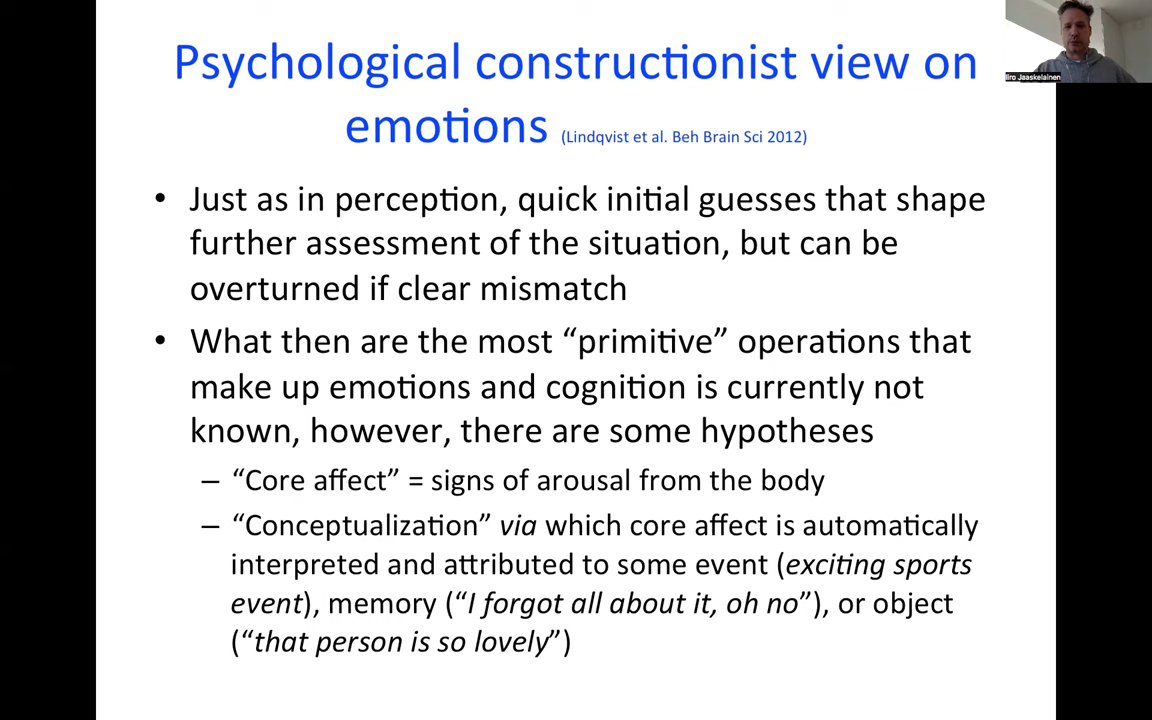 Psychological constructionist view on
emotions (Lindqvist et al. Beh Brain Sci 2012)
Iiro Jaaskelainen
• Just as in perception, quick initial guesses that shape
further assessment of the situation, but can be
overturned if clear mismatch
• What then are the most “primitive” operations that
make up emotions and cognition is currently not
known, however, there are some hypotheses
– “Core affect” = signs of arousal from the body
– “Conceptualization” via which core affect is automatically
interpreted and attributed to some event (exciting sports
event), memory (“I forgot all about it, oh no”), or object
(“that person is so lovely”)